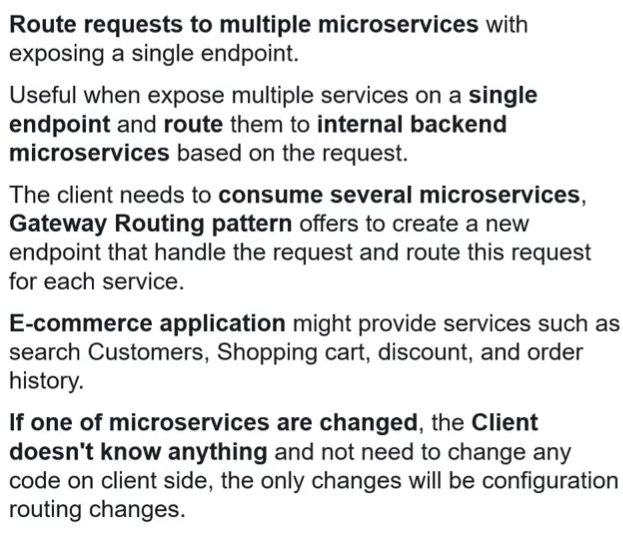 Route requests to multiple microservices with
exposing a single endpoint.
Useful when expose multiple services on a single
endpoint and route them to internal backend
microservices based on the request.
The client needs to consume several microservices,
Gateway Routing pattern offers to create a new
endpoint that handle the request and route this request
for each service.
E-commerce application might provide services such as
search Customers, Shopping cart, discount, and order
history.
If one of microservices are changed, the Client
doesn't know anything and not need to change any
code on client side, the only changes will be configuration
routing changes.